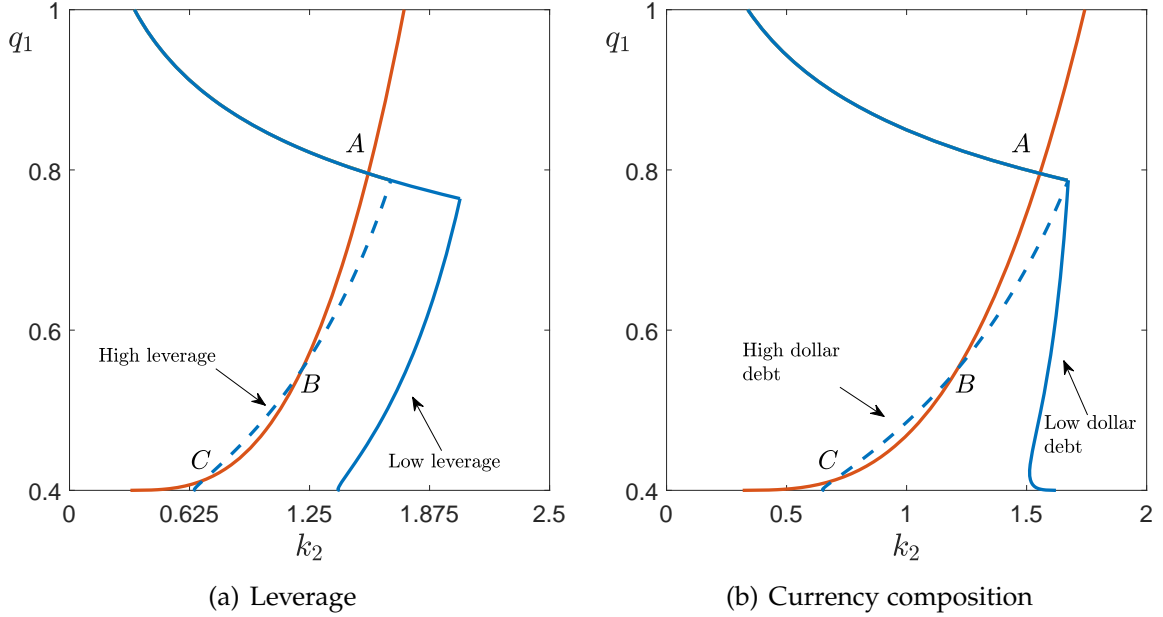 q1
1
0.8
0.6
0.4
0
0.625
1.25
1.875
2.5
k2
A
B
C
High leverage
Low leverage
(a) Leverage
q1
1
0.8
0.6
0.4
0
0.5
1
1.5
2
k2
A
B
C
High dollar
debt
Low dollar
debt
(b) Currency composition